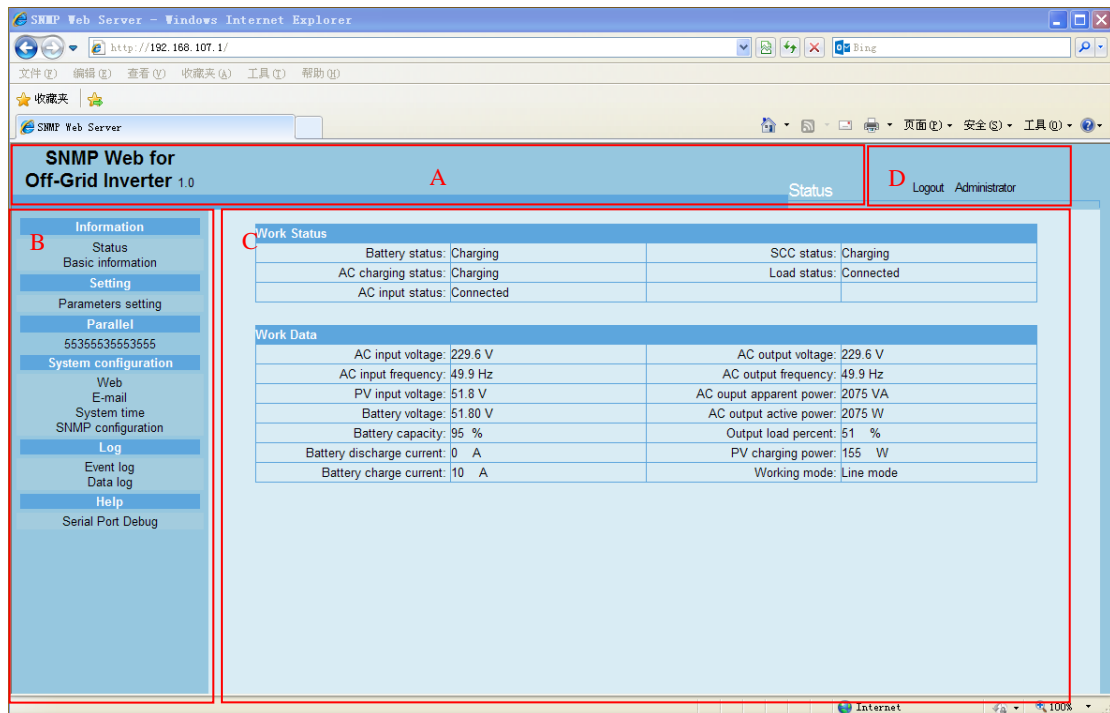 SNMP Web Server - Windows Internet Explorer
http://192.168.107.1/
Bing
文件(F) 编辑(E) 查看(V) 收藏夹(A) 工具(T) 帮助(H)
收藏夹
SNMP Web Server
页面(P) 安全(S) 工具(O)
SNMP Web for
Off-Grid Inverter 1.0
A
Status
D
Logout Administrator
B
Information
Status
Basic information
Setting
Parameters setting
Parallel
55355535553555
System configuration
Web
E-mail
System time
SNMP configuration
Log
Event log
Data log
Help
Serial Port Debug
C
Work Status
Battery status: Charging SCC status: Charging
AC charging status: Charging Load status: Connected
AC input status: Connected
Work Data
AC input voltage: 229.6 V AC output voltage: 229.6 V
AC input frequency: 49.9 Hz AC output frequency: 49.9 Hz
PV input voltage: 51.8 V AC ouput apparent power: 2075 VA
Battery voltage: 51.80 V AC output active power: 2075 W
Battery capacity: 95 % Output load percent: 51 %
Battery discharge current: 0 A PV charging power: 155 W
Battery charge current: 10 A Working mode: Line mode
Internet
100%